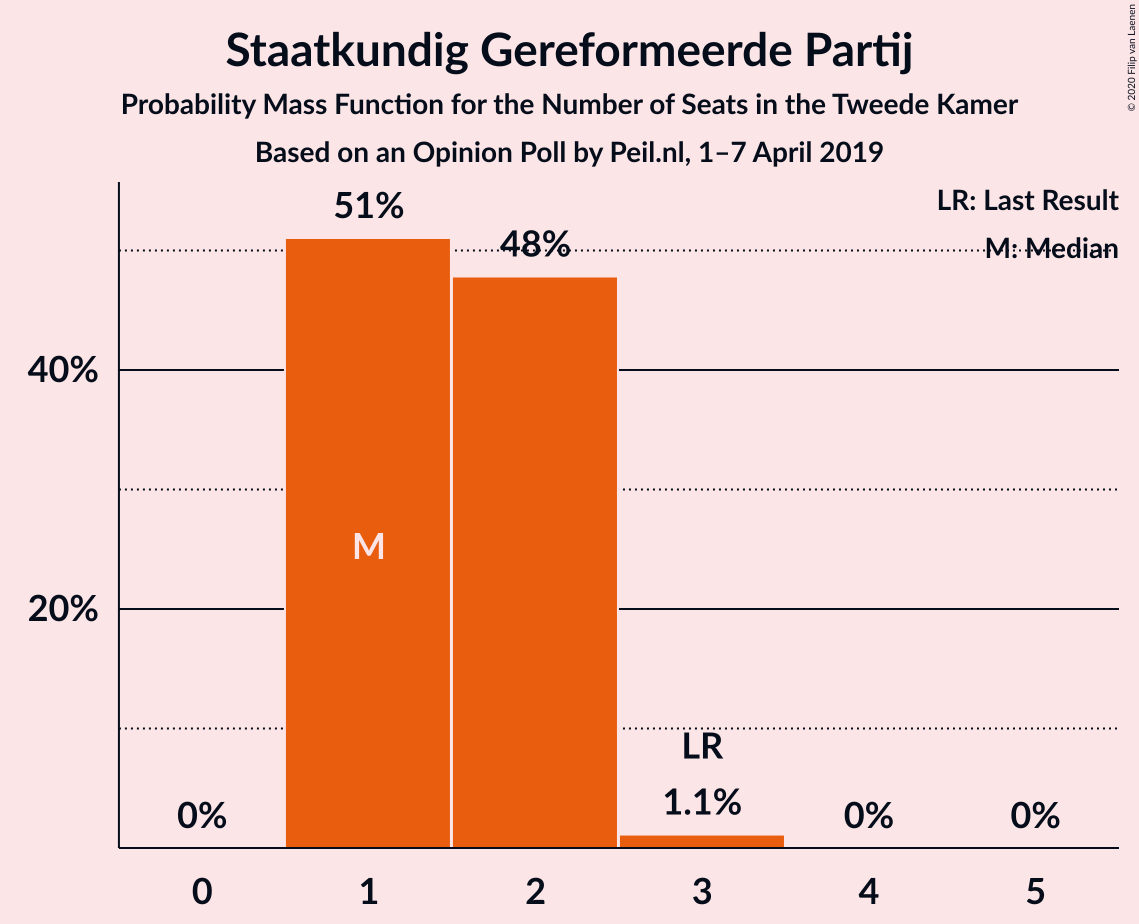 Staatkundig Gereformeerde Partij
Probability Mass Function for the Number of Seats in the Tweede Kamer
Based on an Opinion Poll by Peil.nl, 1–7 April 2019
© 2020 Filip van Laenen
LR: Last Result
M: Median
51%
48%
40%
M
20%
LR
0%
1.1%
0%
0%
0
1
2
3
4
5